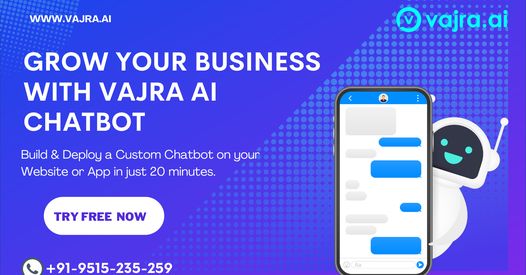 WWW.VAJRA.AI
vajra.ai
GROW YOUR BUSINESS
WITH VAJRA AI
CHATBOT
Build & Deploy a Custom Chatbot on your
Website or App in just 20 minutes.
TRY FREE NOW
+91-9515-235-259
Aa